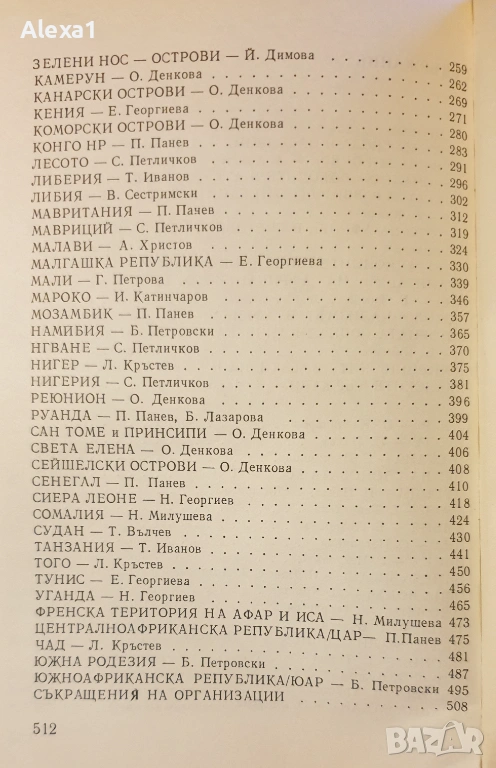 Alexa1
ЗЕЛЕНИ НОС — ОСТРОВИ — Й. Димова 259
КАМЕРУН — О. Денкова 262
КАНАРСКИ ОСТРОВИ — О. Денкова 269
КЕНИЯ — Е. Георгиева 271
КОМОРСКИ ОСТРОВИ — О. Денкова 280
КОНГО НР — П. Панев 283
ЛЕСОТО — С. Петличков 291
ЛИБЕРИЯ — Т. Иванов 296
ЛИБИЯ — В. Сестримски 302
МАВРИТАНИЯ — П. Панев 312
МАВРИЦИЙ — С. Петличков 319
МАЛАВИ — А. Христов 324
МАЛГАШКА РЕПУБЛИКА — Е. Георгиева 330
МАЛИ — Г. Петрова 339
МАРОКО — И. Катинчаров 346
МОЗАМБИК — П. Панев 357
НАМИБИЯ — Б. Петровски 365
НГВАНЕ — С. Петличков 370
НИГЕР — Л. Кръстев 375
НИГЕРИЯ — С. Петличков 381
РЕЮНИОН — О. Денкова 396
РУАНДА — П. Панев, Б. Лазарова 399
САН ТОМЕ и ПРИНСИПИ — О. Денкова 404
СВЕТА ЕЛЕНА — О. Денкова 406
СЕЙШЕЛСКИ ОСТРОВИ — О. Денкова 408
СЕНЕГАЛ — П. Панев 410
СИЕРА ЛЕОНЕ — Н. Георгиев 418
СОМАЛИЯ — Н. Милушева 424
СУДАН — Т. Вълчев 430
ТАНЗАНИЯ — Т. Иванов 441
ТОГО — Л. Кръстев 450
ТУНИС — Е. Георгиева 456
УГАНДА — Н. Георгиев 465
ФРЕНСКА ТЕРИТОРИЯ НА АФАР И ИСА — Н. Милушева 473
ЦЕНТРАЛНОАФРИКАНСКА РЕПУБЛИКА/ЦАР— П.Панев 475
ЧАД — Л. Кръстев 481
ЮЖНА РОДЕЗИЯ — Б. Петровски 487
ЮЖНОАФРИКАНСКА РЕПУБЛИКА/ЮАР — Б. Петровски 495
СЪКРАЩЕНИЯ НА ОРГАНИЗАЦИИ 508
512
BAZAR